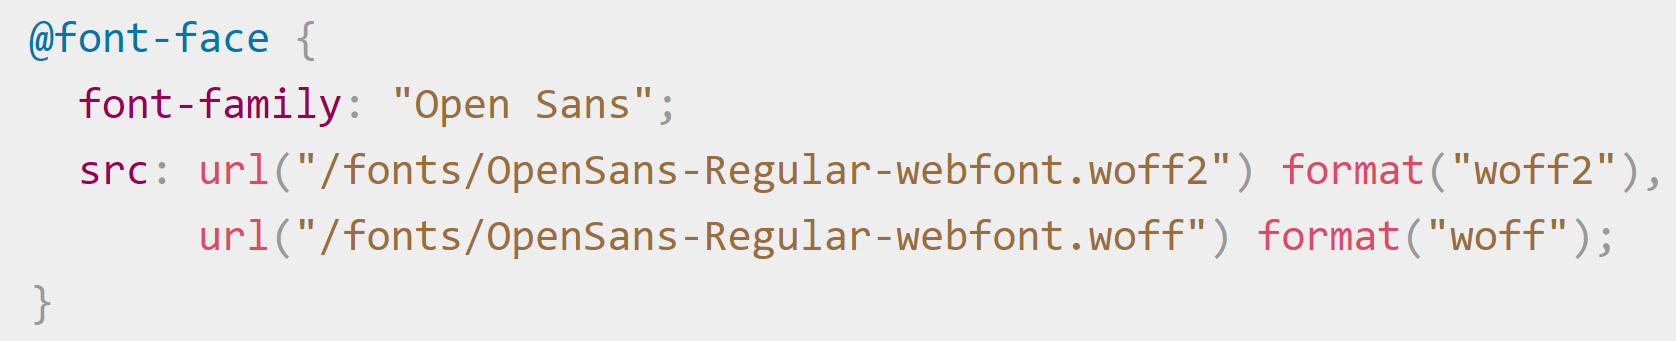 @font-face {
  font-family: "Open Sans";
  src: url("/fonts/OpenSans-Regular-webfont.woff2") format("woff2"),
       url("/fonts/OpenSans-Regular-webfont.woff") format("woff");
}